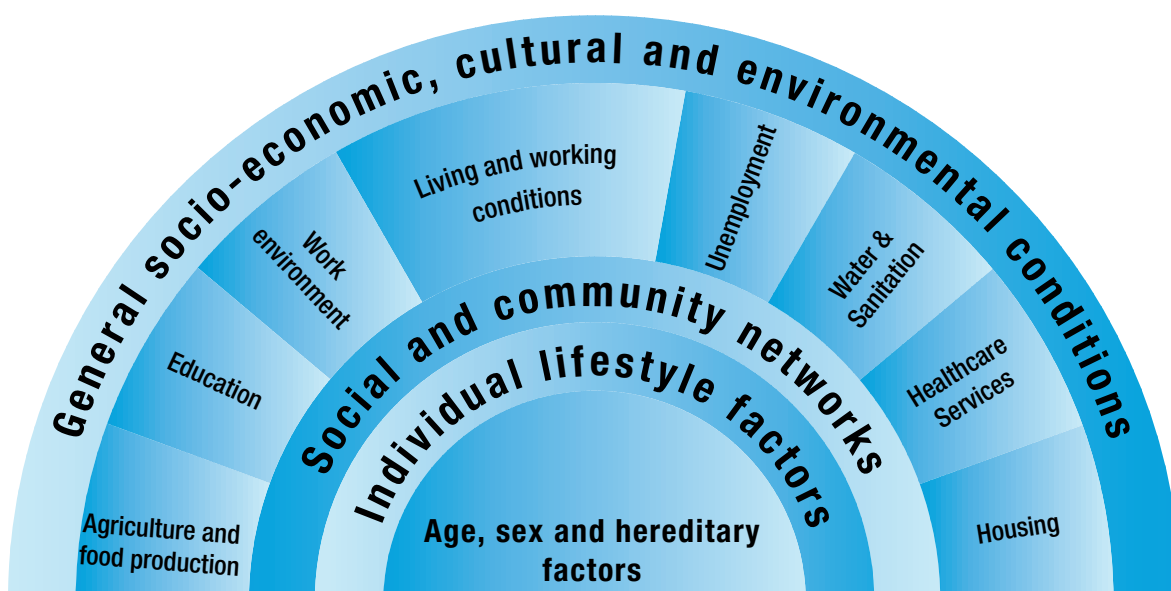 General socio-economic, cultural and environmental conditions
Agriculture and
food production
Education
Work
environment
Living and working
conditions
Unemployment
Water &
Sanitation
Healthcare
Services
Housing
Social and community networks
Individual lifestyle factors
Age, sex and hereditary
factors